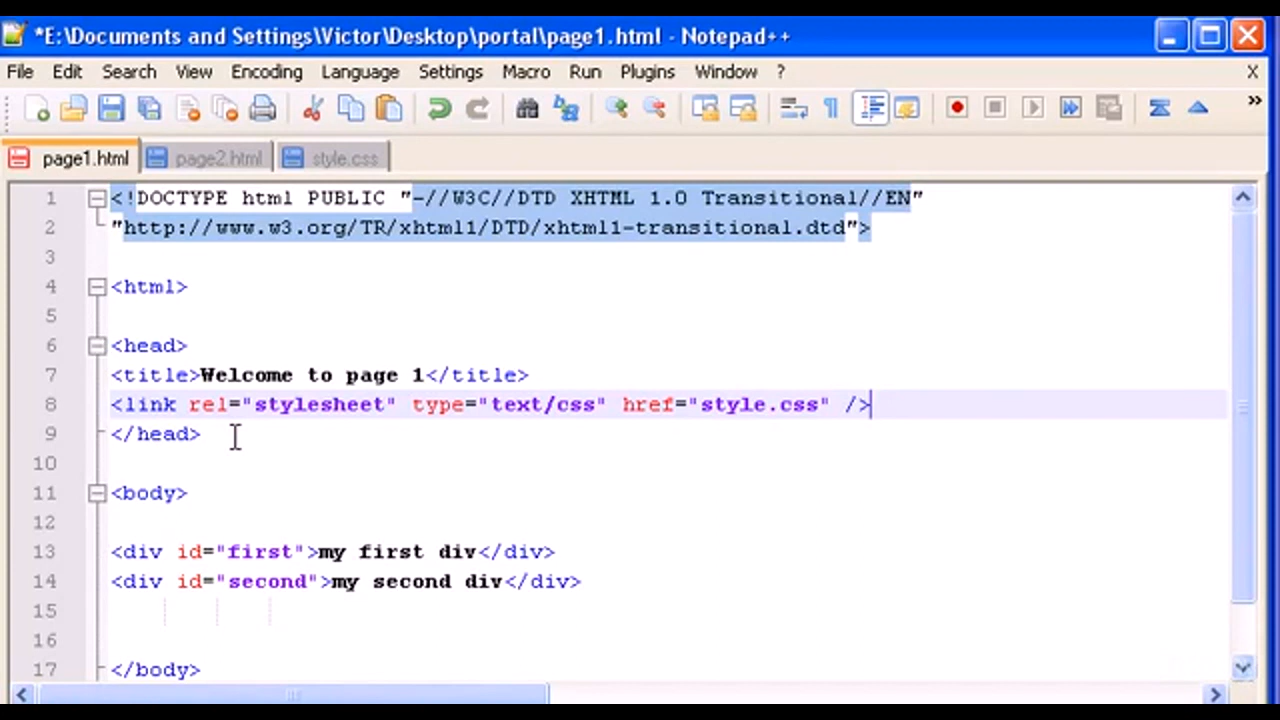 *E:\Documents and Settings\Victor\Desktop\portal\page1.html - Notepad++
File Edit Search View Encoding Language Settings Macro Run Plugins Window ? X
page1.html page2.html style.css
1 <!DOCTYPE html PUBLIC "-//W3C//DTD XHTML 1.0 Transitional//EN"
2 "http://www.w3.org/TR/xhtml1/DTD/xhtml1-transitional.dtd">
3
4 <html>
5
6 <head>
7 <title>Welcome to page 1</title>
8 <link rel="stylesheet" type="text/css" href="style.css" />
9 </head>
10
11 <body>
12
13 <div id="first">my first div</div>
14 <div id="second">my second div</div>
15
16
17 </body>